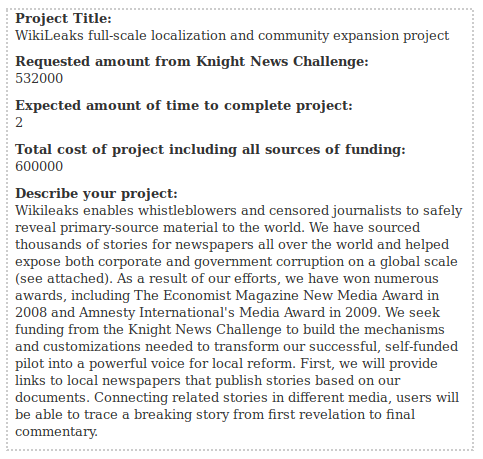 Project Title:
WikiLeaks full-scale localization and community expansion project
Requested amount from Knight News Challenge:
532000
Expected amount of time to complete project:
2
Total cost of project including all sources of funding:
600000
Describe your project:
Wikileaks enables whistleblowers and censored journalists to safely
reveal primary-source material to the world. We have sourced
thousands of stories for newspapers all over the world and helped
expose both corporate and government corruption on a global scale
(see attached). As a result of our efforts, we have won numerous
awards, including The Economist Magazine New Media Award in
2008 and Amnesty International's Media Award in 2009. We seek
funding from the Knight News Challenge to build the mechanisms
and customizations needed to transform our successful, self-funded
pilot into a powerful voice for local reform. First, we will provide
links to local newspapers that publish stories based on our
documents. Connecting related stories in different media, users will
be able to trace a breaking story from first revelation to final
commentary.